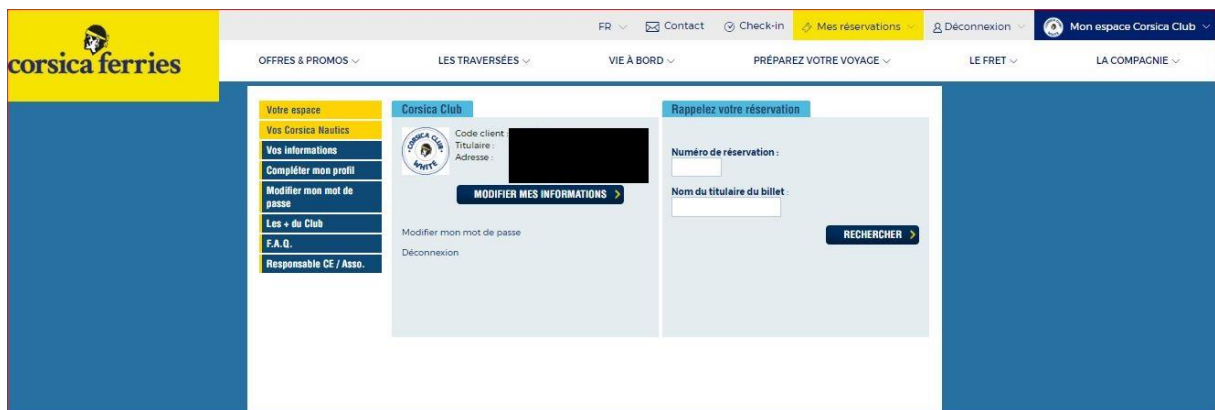 FR
Contact
Check-in
Mes réservations
Déconnexion
Mon espace Corsica Club
corsica ferries
OFFRES & PROMOS
LES TRAVERSÉES
VIE À BORD
PRÉPAREZ VOTRE VOYAGE
LE FRET
LA COMPAGNIE
Votre espace
Vos Corsica Nautics
Vos informations
Compléter mon profil
Modifier mon mot de
passe
Les + du Club
F.A.Q.
Responsable CE / Asso.
Corsica Club
CORSICA CLUB
WHITE
Code client :
Titulaire :
Adresse :
MODIFIER MES INFORMATIONS
Modifier mon mot de passe
Déconnexion
Rappelez votre réservation
Numéro de réservation :
Nom du titulaire du billet :
RECHERCHER